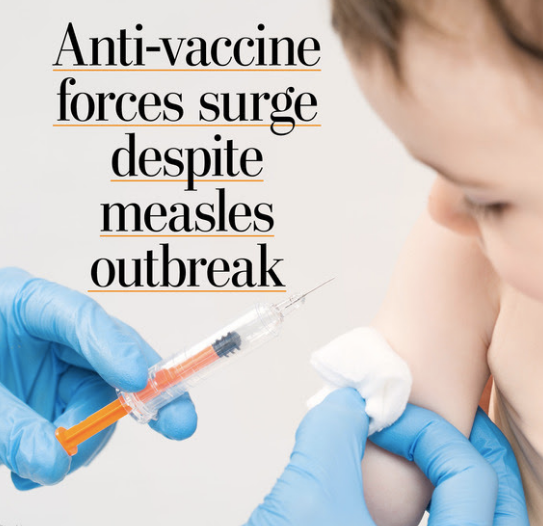 Anti-vaccine
forces surge
despite
measles
outbreak